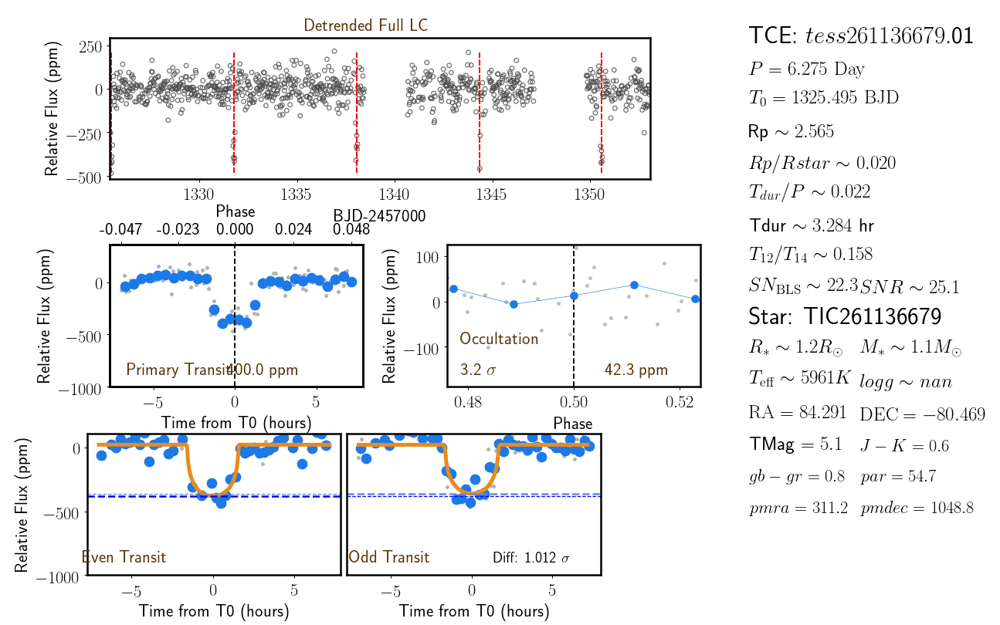 Detrended Full LC
Relative Flux (ppm)
250
0
−250
−500
1330 1335 1340 1345 1350
BJD-2457000
Phase
-0.047 -0.023 0.000 0.024 0.048
Relative Flux (ppm)
0
−500
−1000
Primary Transit:
400.0 ppm
−5 0 5
Time from T0 (hours)
Relative Flux (ppm)
100
0
−100
Occultation
3.2 σ 42.3 ppm
0.48 0.50 0.52
Phase
Relative Flux (ppm)
0
−500
−1000
Even Transit
−5 0 5
Time from T0 (hours)
Odd Transit Diff: 1.012 σ
−5 0 5
Time from T0 (hours)
TCE: tess261136679.01
P = 6.275 Day
T₀ = 1325.495 BJD
Rp ∼ 2.565
Rp/Rstar ∼ 0.020
T_dur/P ∼ 0.022
Tdur ∼ 3.284 hr
T₁₂/T₁₄ ∼ 0.158
SN_BLS ∼ 22.3 SNR ∼ 25.1
Star: TIC261136679
R∗ ∼ 1.2R⊙ M∗ ∼ 1.1M⊙
T_eff ∼ 5961K logg ∼ nan
RA = 84.291 DEC = −80.469
TMag = 5.1 J − K = 0.6
gb − gr = 0.8 par = 54.7
pmra = 311.2 pmdec = 1048.8